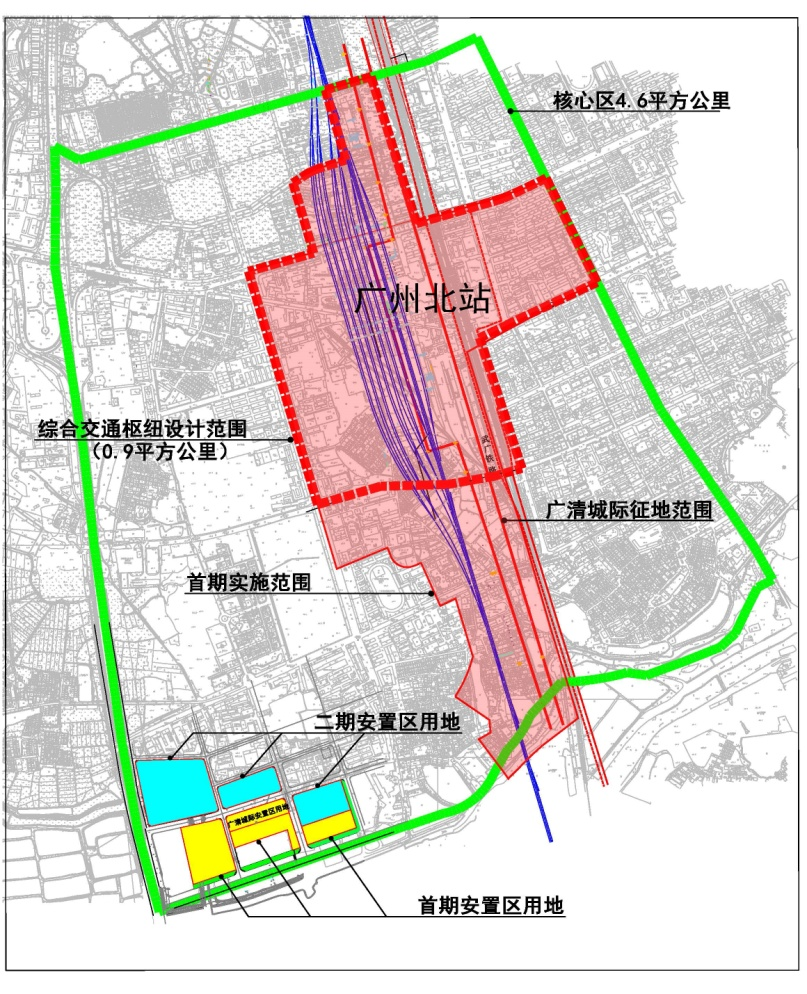 核心区4.6平方公里
广州北站
综合交通枢纽设计范围
（0.9平方公里）
广清城际征地范围
首期实施范围
二期安置区用地
广清城际安置区用地
首期安置区用地